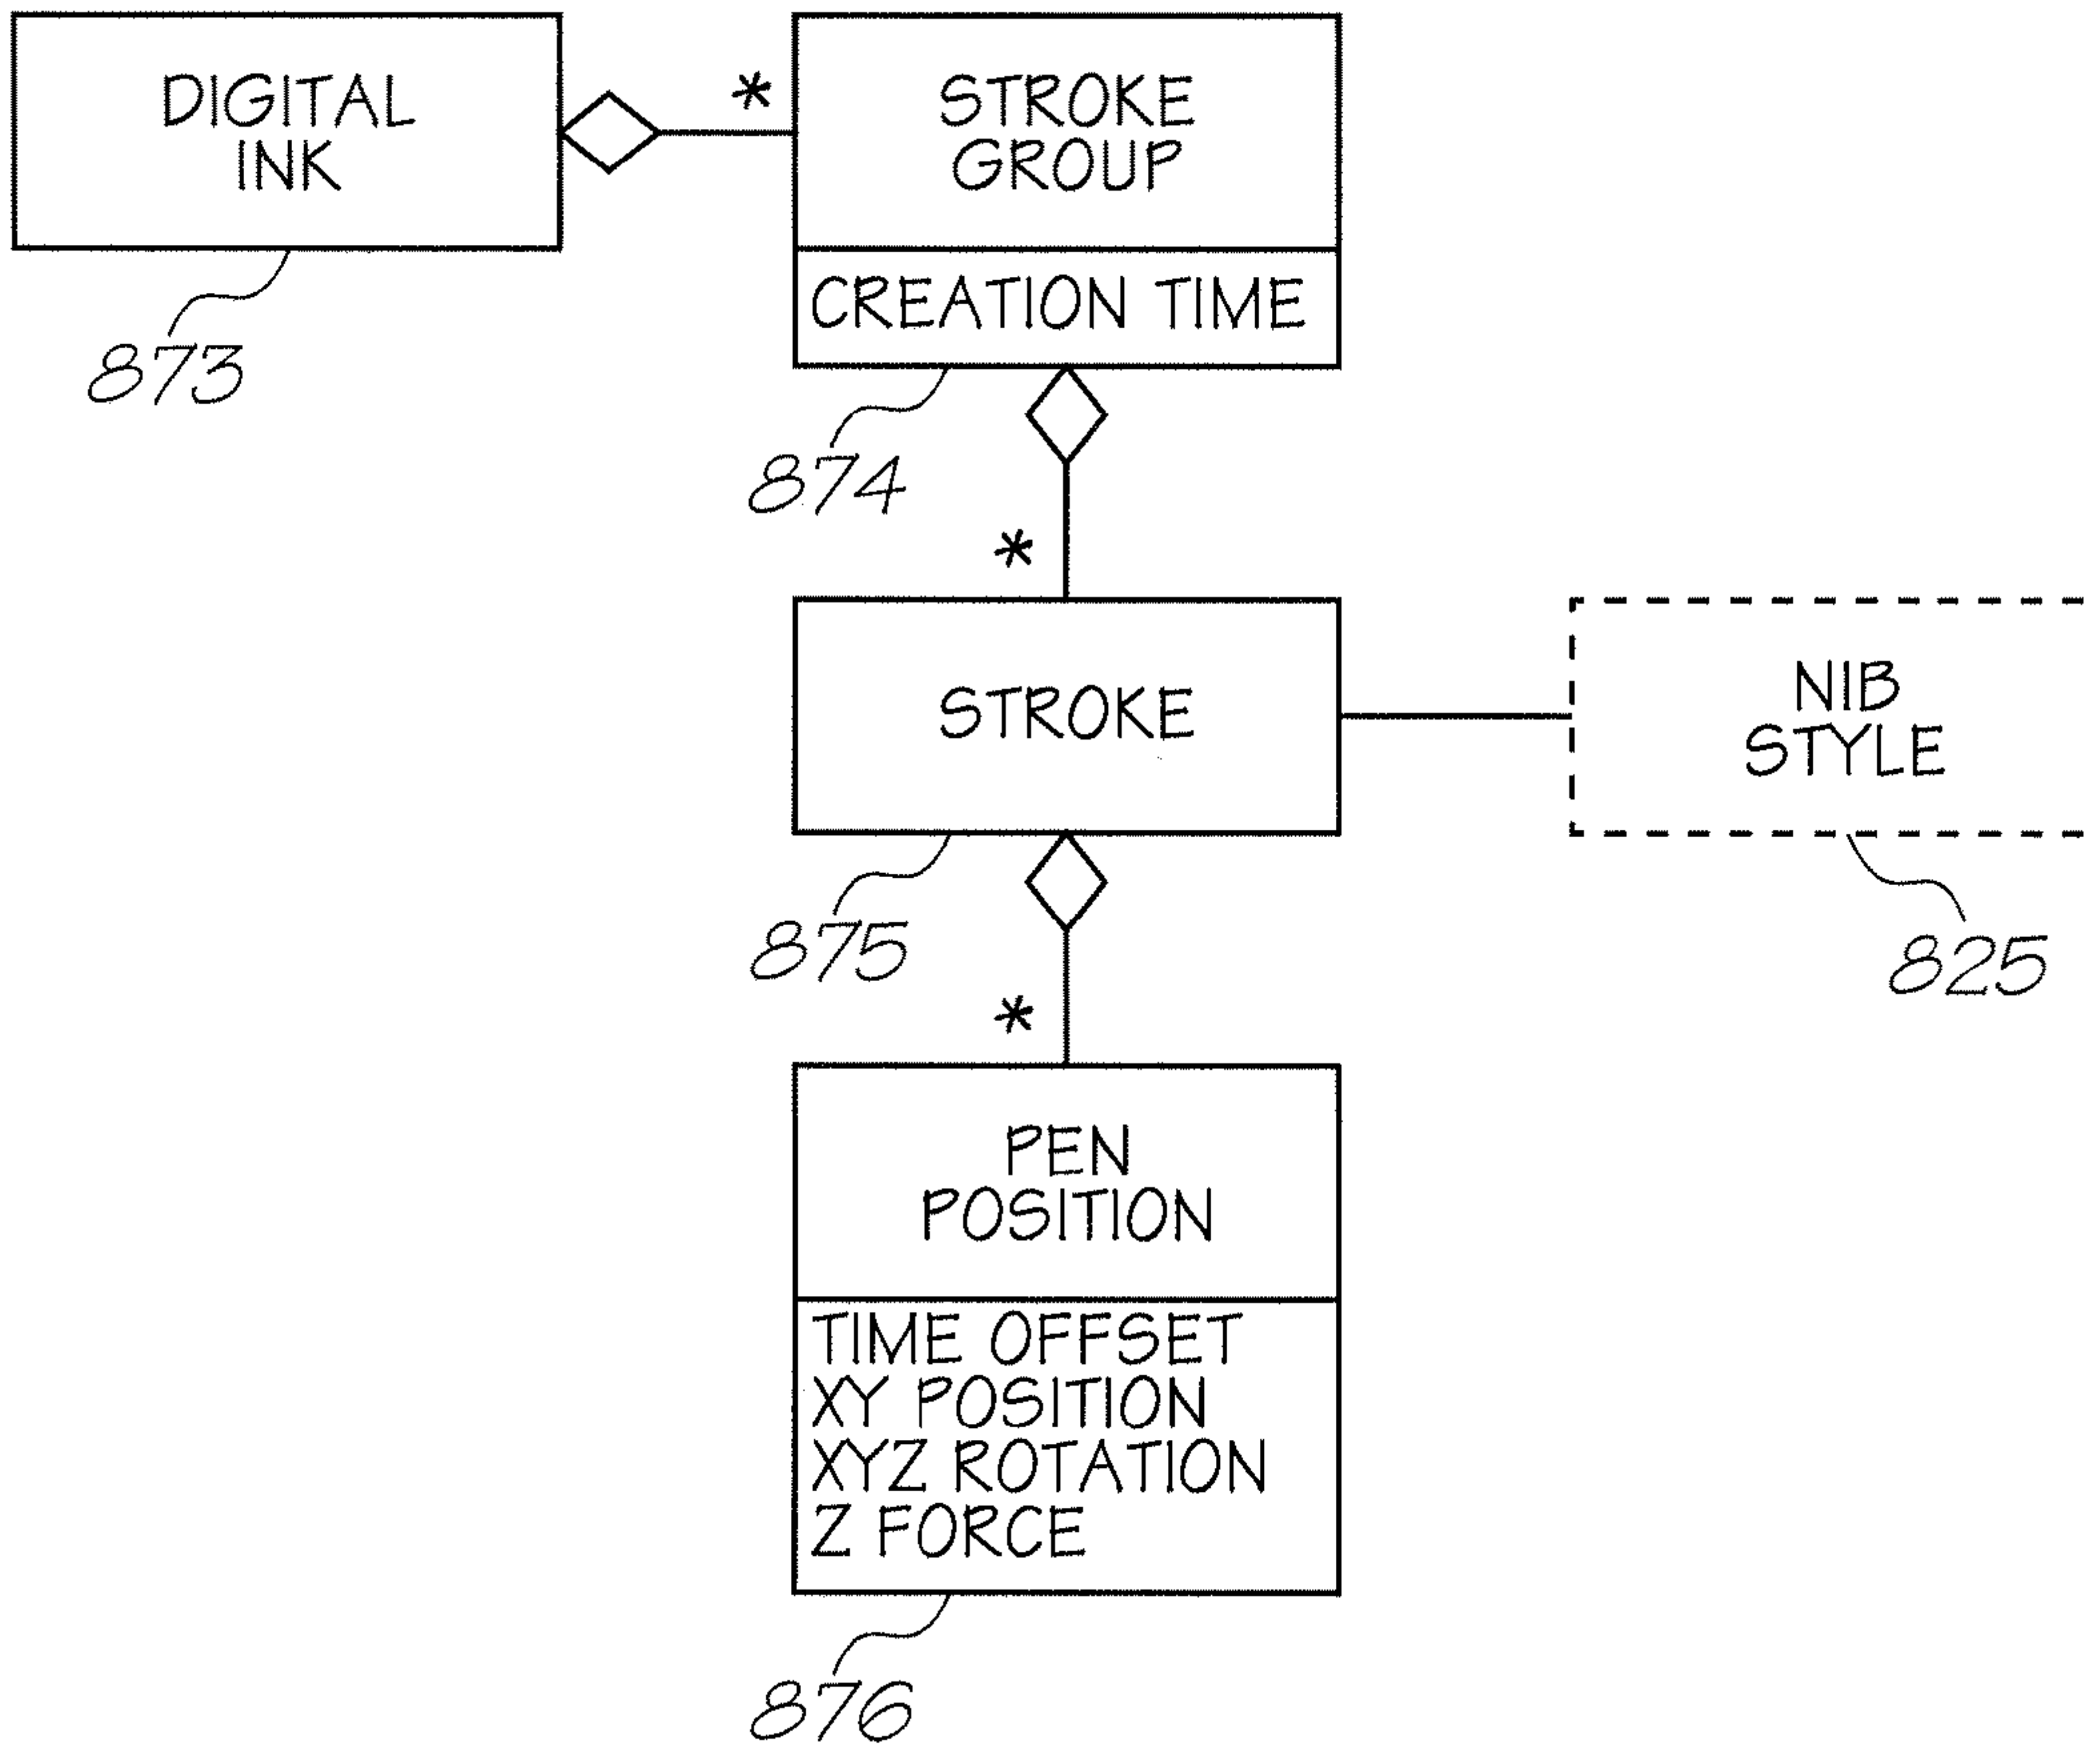 DIGITAL
INK
*
STROKE
GROUP
CREATION TIME
873
874
*
STROKE
NIB
STYLE
875
825
*
PEN
POSITION
TIME OFFSET
XY POSITION
XYZ ROTATION
Z FORCE
876